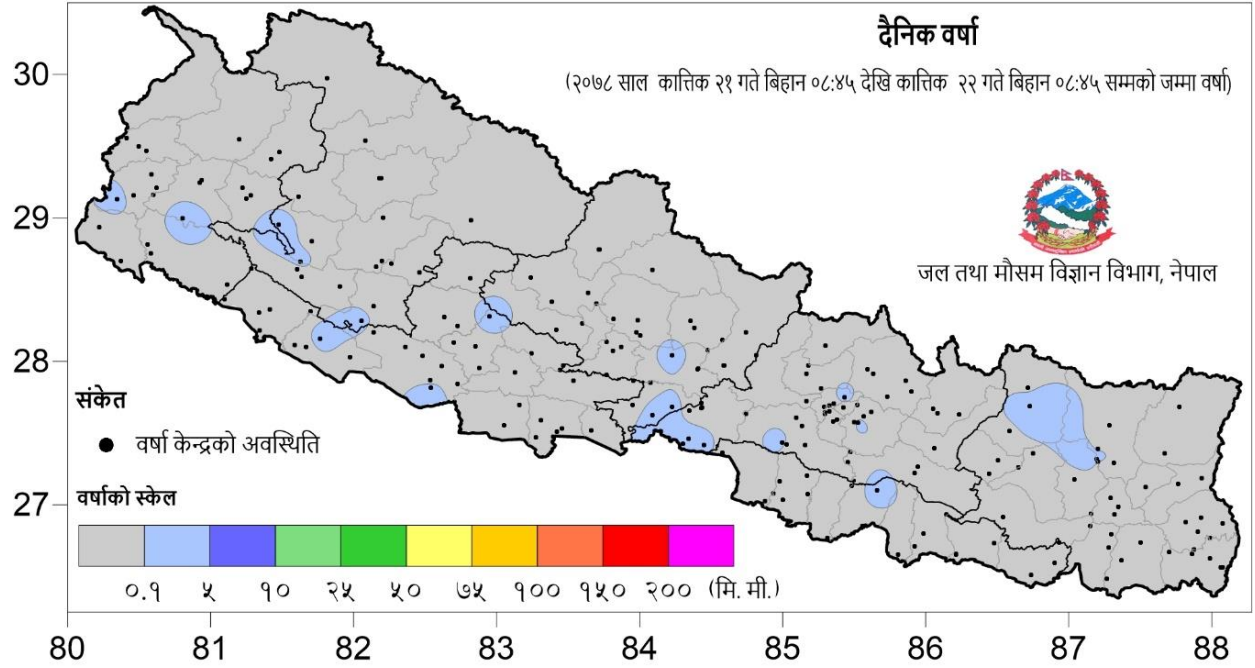 दैनिक वर्षा
(२०७८ साल कात्तिक २१ गते बिहान ०८:४५ देखि कात्तिक २२ गते बिहान ०८:४५ सम्मको जम्मा वर्षा)
जल तथा मौसम विज्ञान विभाग, नेपाल
30
29
28
27
संकेत
वर्षा केन्द्रको अवस्थिति
वर्षाको स्केल
०.१ ५ १० २५ ५० ७५ १०० १५० २०० (मि. मी.)
80 81 82 83 84 85 86 87 88